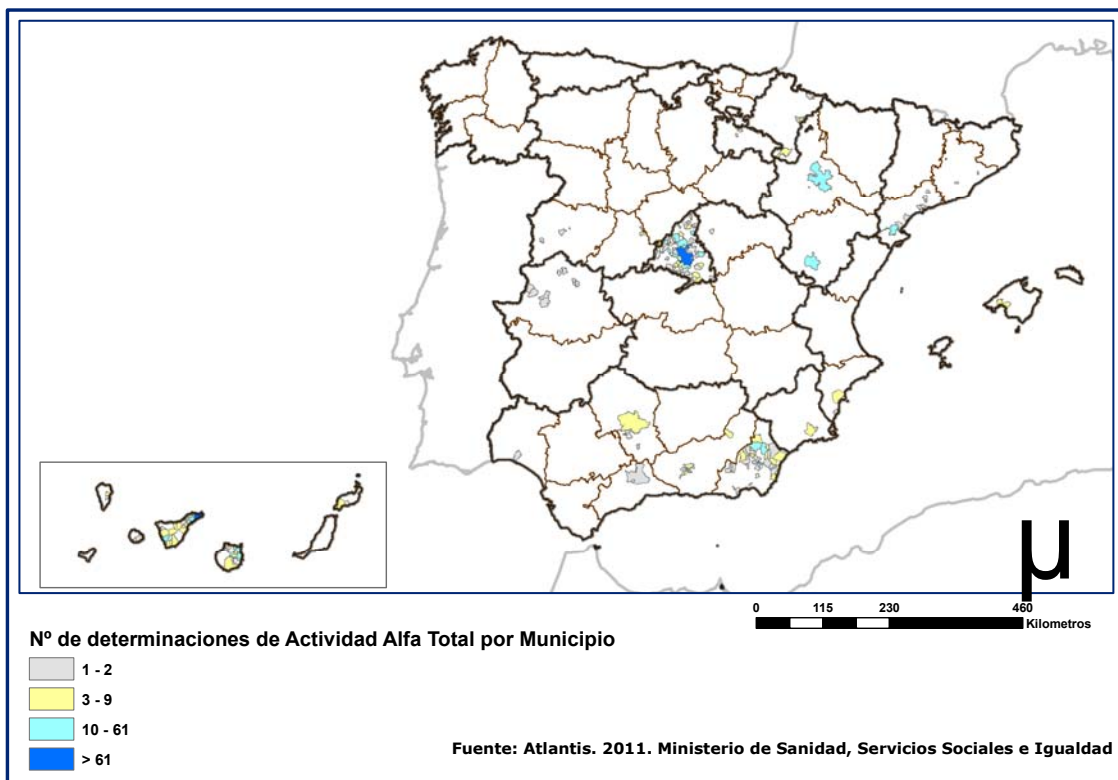 µ
0 115 230 460
Kilometros
Nº de determinaciones de Actividad Alfa Total por Municipio
1 - 2
3 - 9
10 - 61
> 61
Fuente: Atlantis. 2011. Ministerio de Sanidad, Servicios Sociales e Igualdad